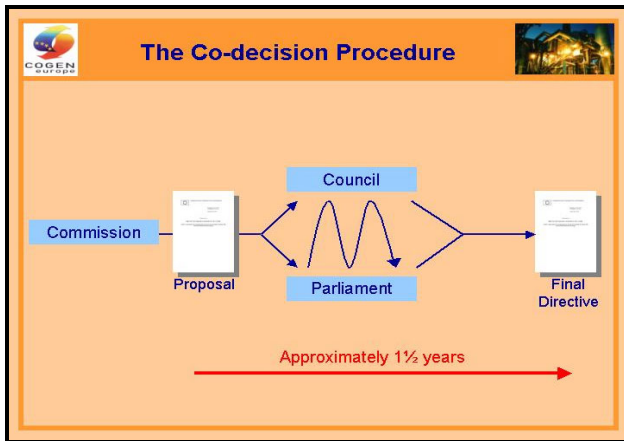 COGEN
europe
The Co-decision Procedure
Council
Commission
Proposal
Parliament
Final
Directive
Approximately 1½ years